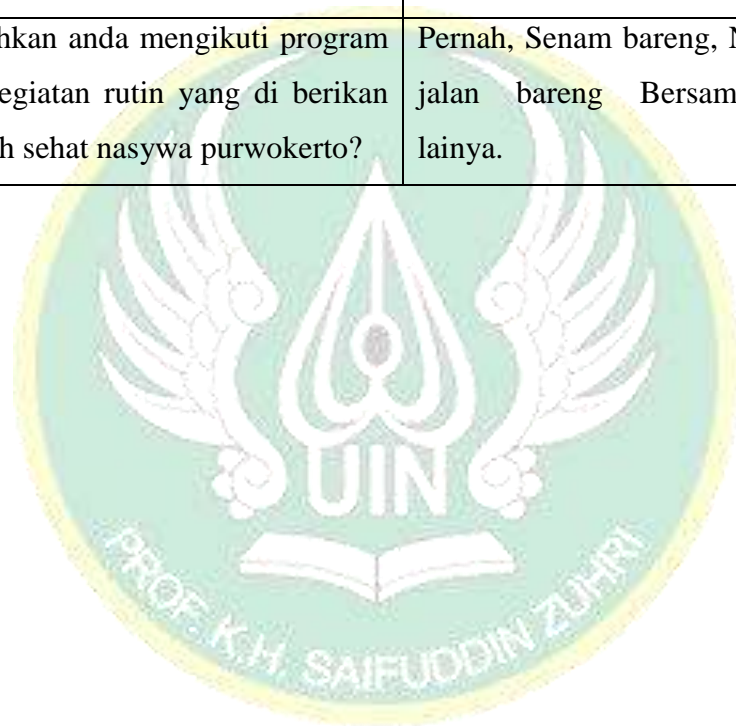 hkan anda mengikuti program
egiatan rutin yang di berikan
h sehat nasywa purwokerto?
Pernah, Senam bareng,
jalan bareng Bersam
lainya.
UIN
PROF. K.H. SAIFUDDIN ZUHRI